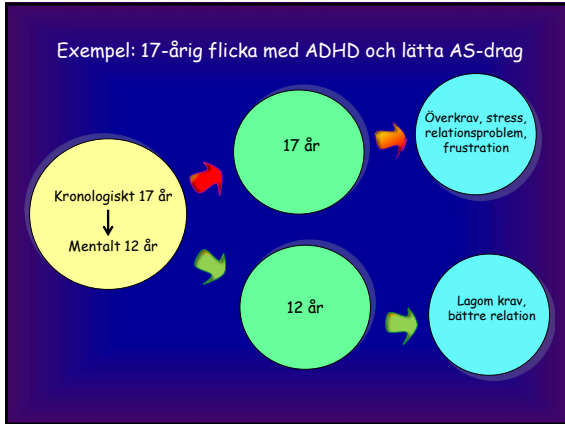 Exempel: 17-årig flicka med ADHD och lätta AS-drag
Kronologiskt 17 år
Mentalt 12 år
17 år
Överkrav, stress,
relationsproblem,
frustration
12 år
Lagom krav,
bättre relation